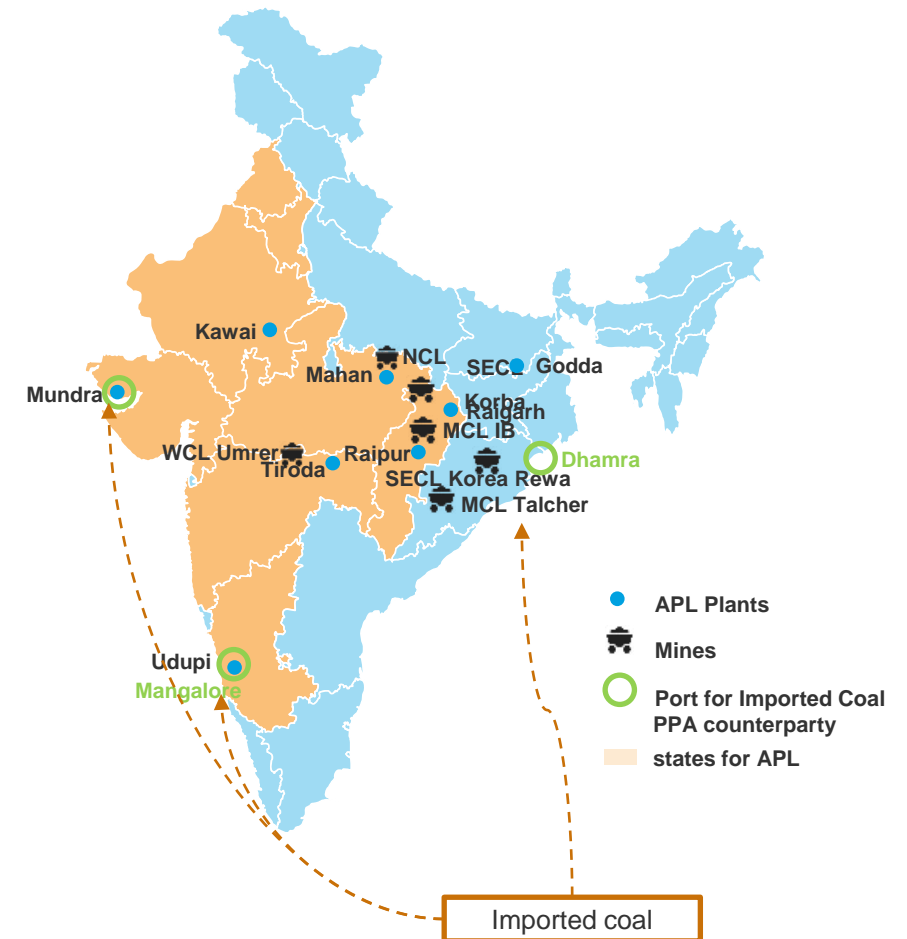 Kawai
NCL
Mahan
SECL
Godda
Mundra
Korba
Raigarh
MCL IB
WCL Umrer
Raipur
Tiroda
Dhamra
SECL Korea Rewa
MCL Talcher
APL Plants
Mines
Udupi
Mangalore
Port for Imported Coal
PPA counterparty
states for APL
Imported coal